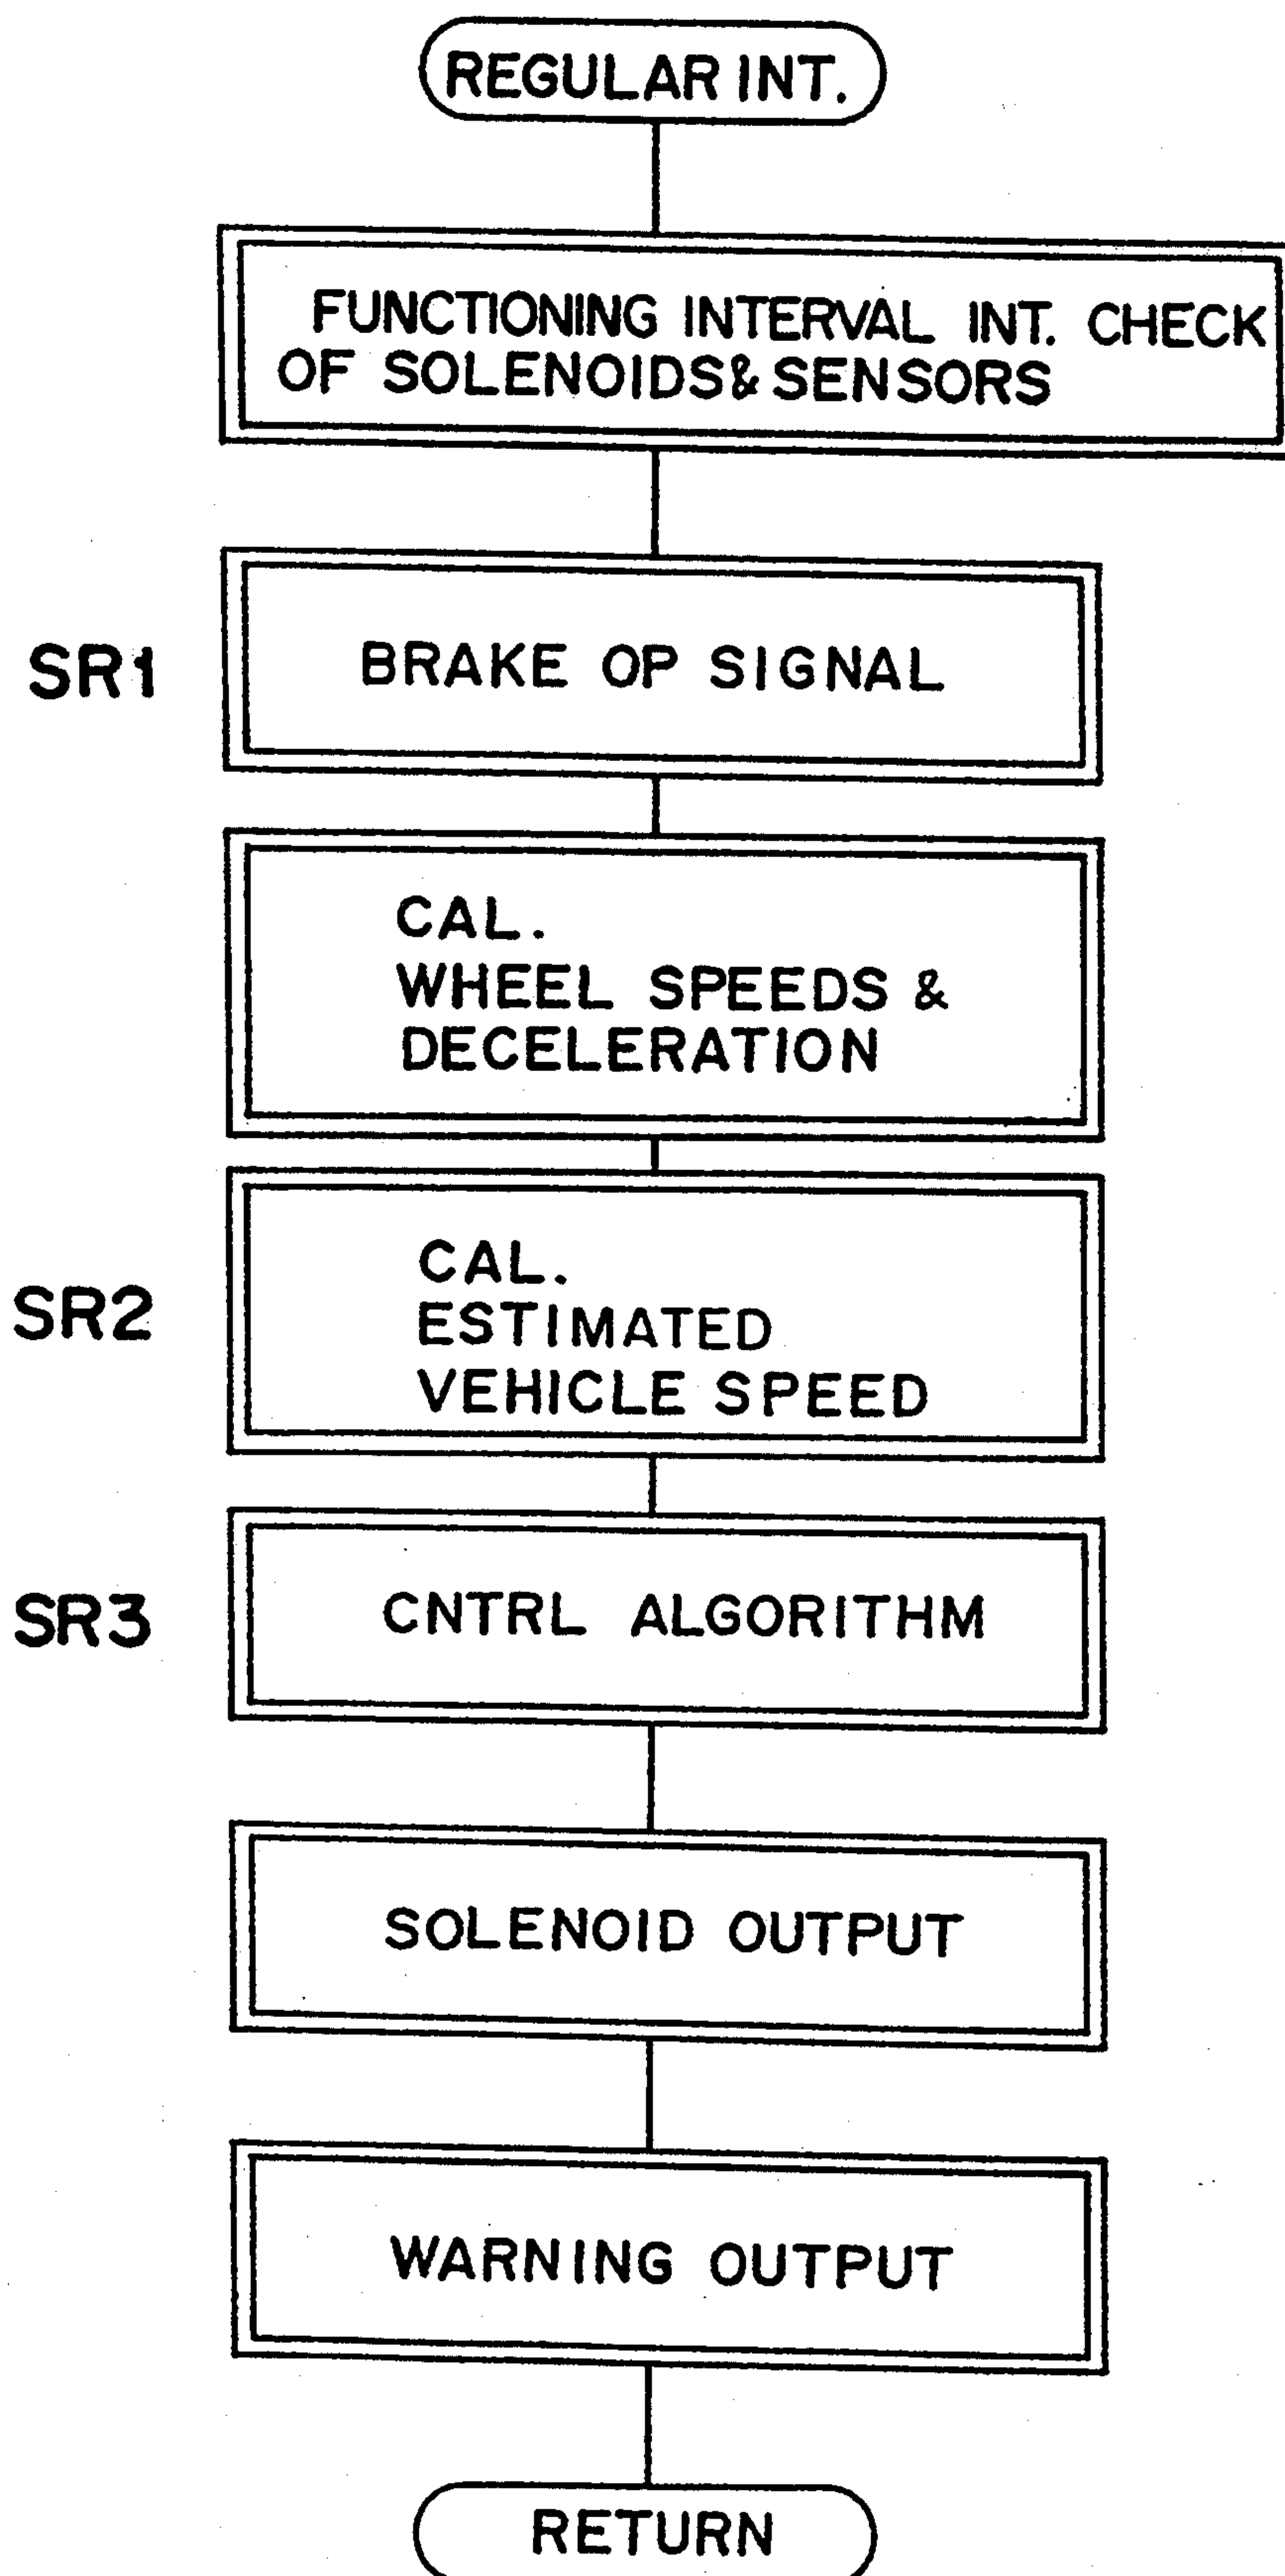 REGULAR INT.
FUNCTIONING INTERVAL INT. CHECK
OF SOLENOIDS & SENSORS
SR1
BRAKE OP SIGNAL
CAL.
WHEEL SPEEDS &
DECELERATION
SR2
CAL.
ESTIMATED
VEHICLE SPEED
SR3
CNTRL ALGORITHM
SOLENOID OUTPUT
WARNING OUTPUT
RETURN